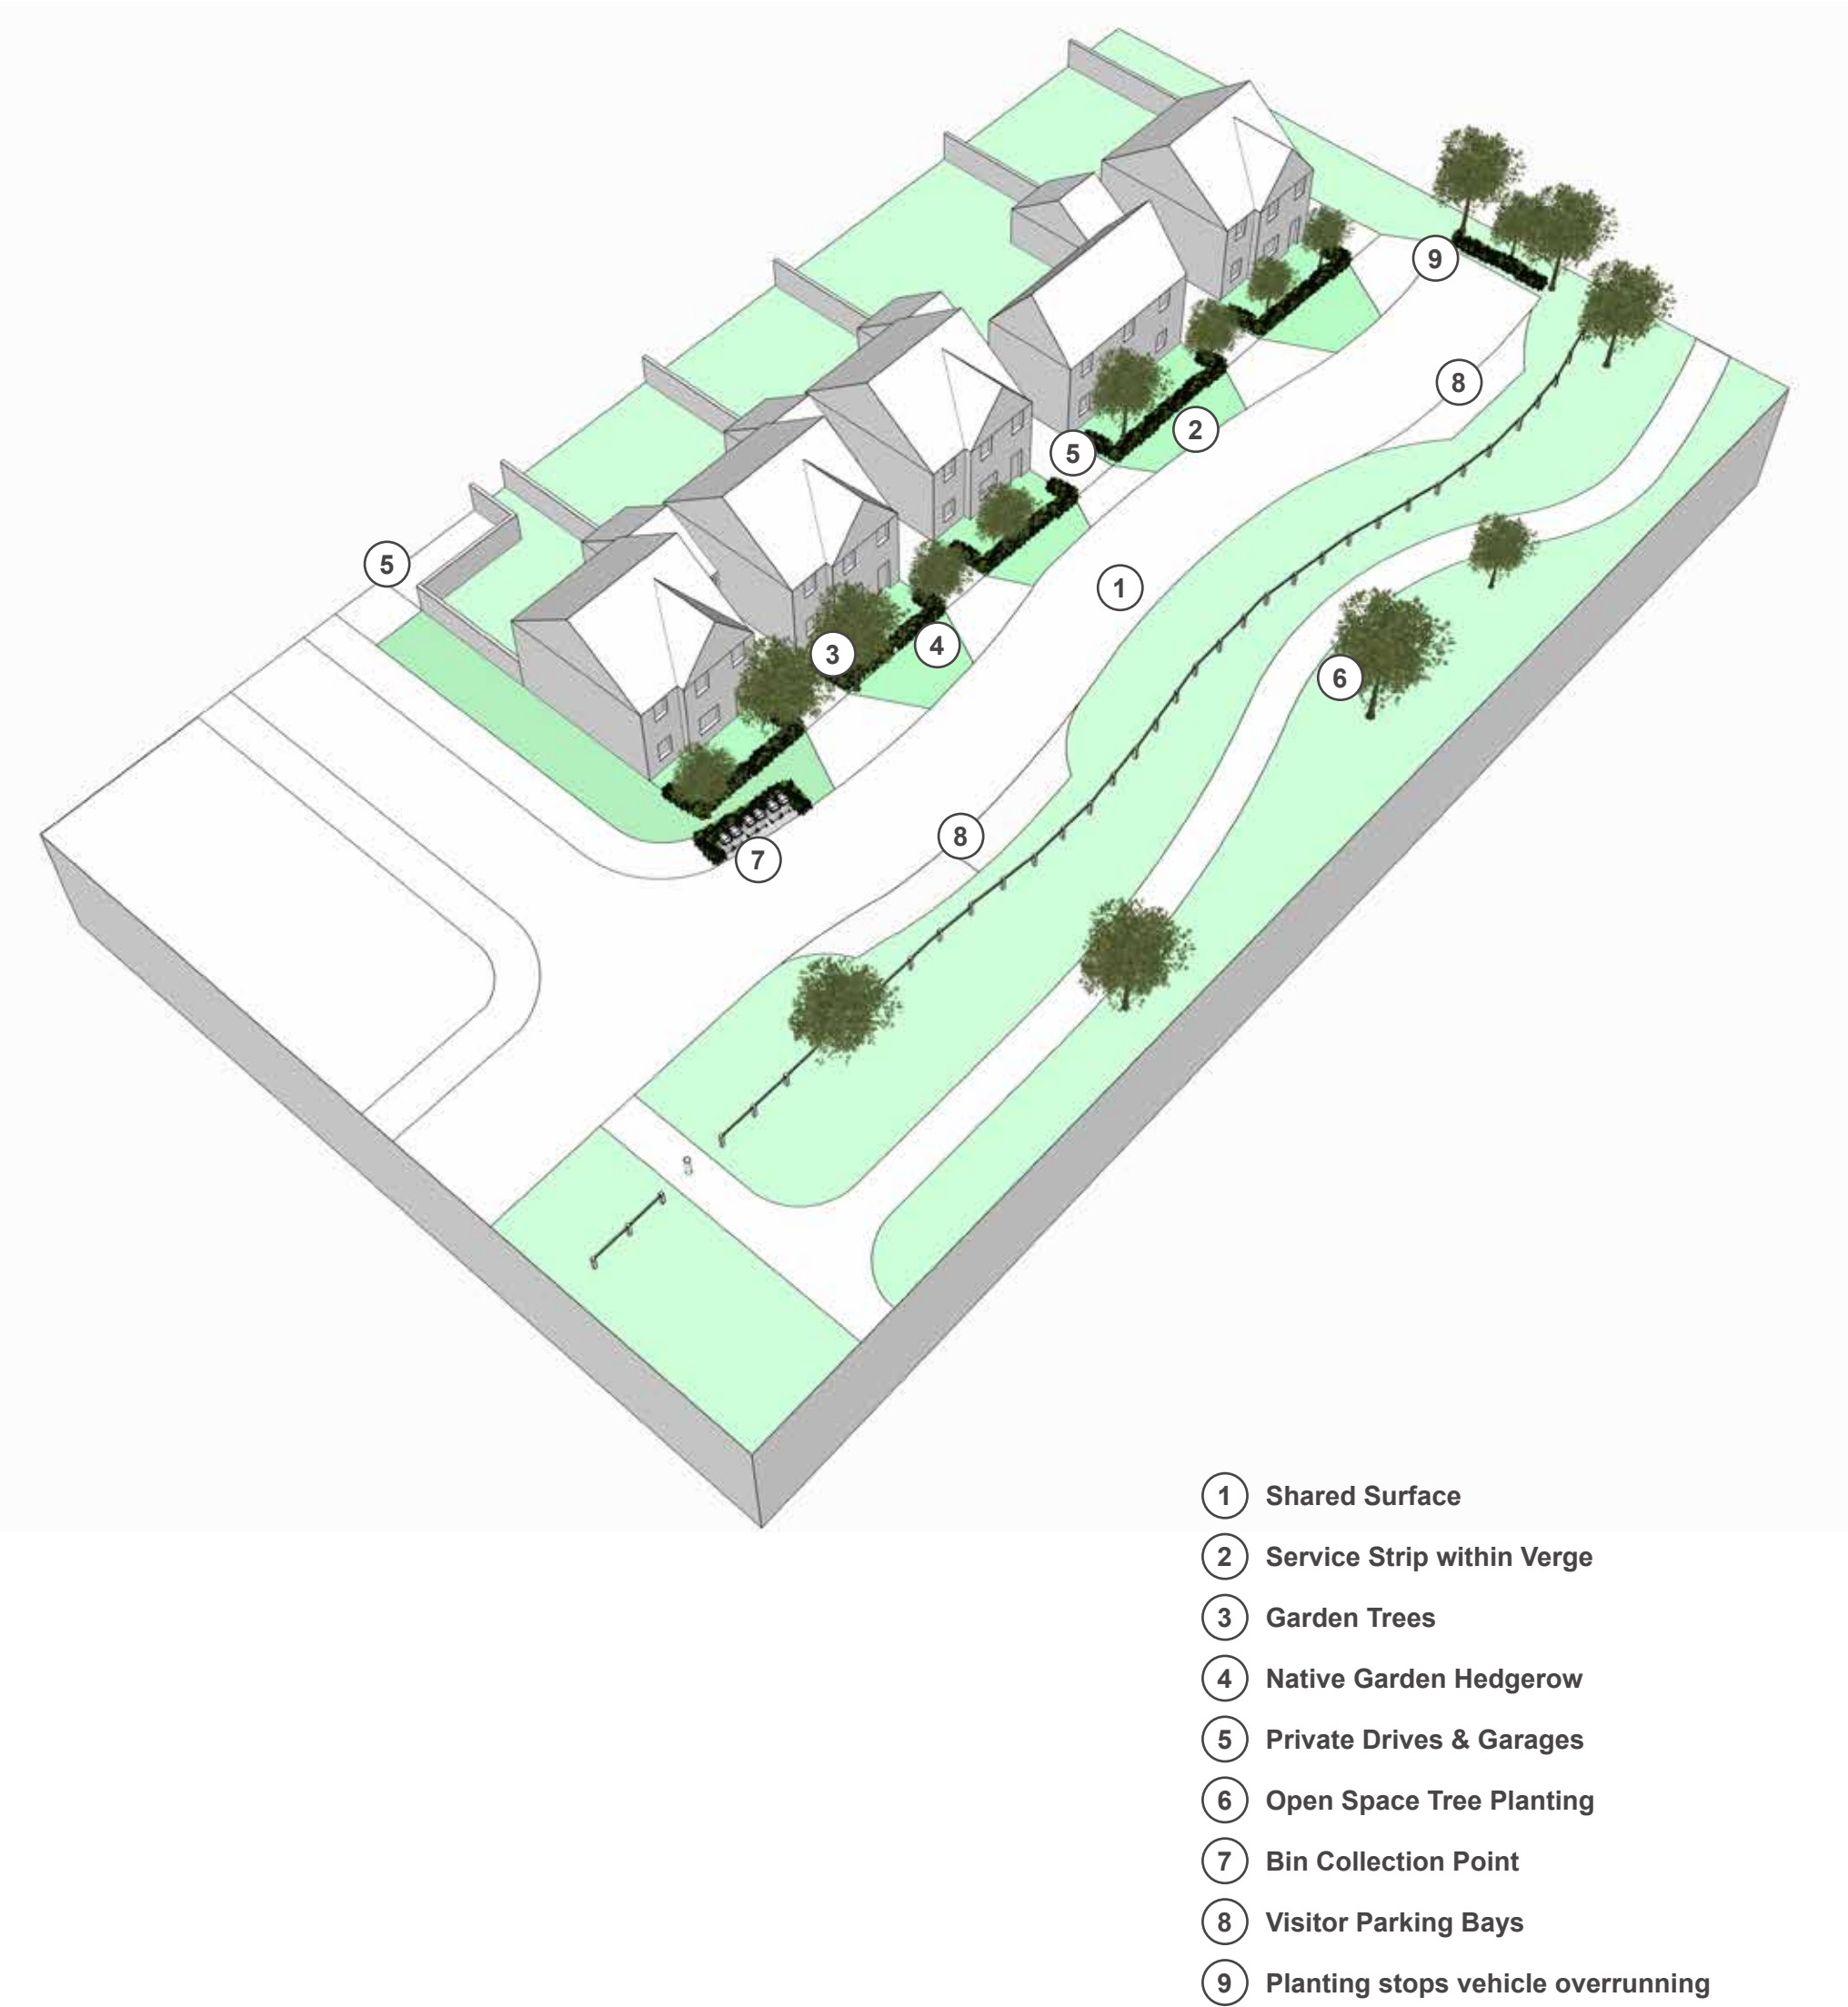 9
8
2
5
5
1
4
3
6
8
7
1 Shared Surface
2 Service Strip within Verge
3 Garden Trees
4 Native Garden Hedgerow
5 Private Drives & Garages
6 Open Space Tree Planting
7 Bin Collection Point
8 Visitor Parking Bays
9 Planting stops vehicle overrunning